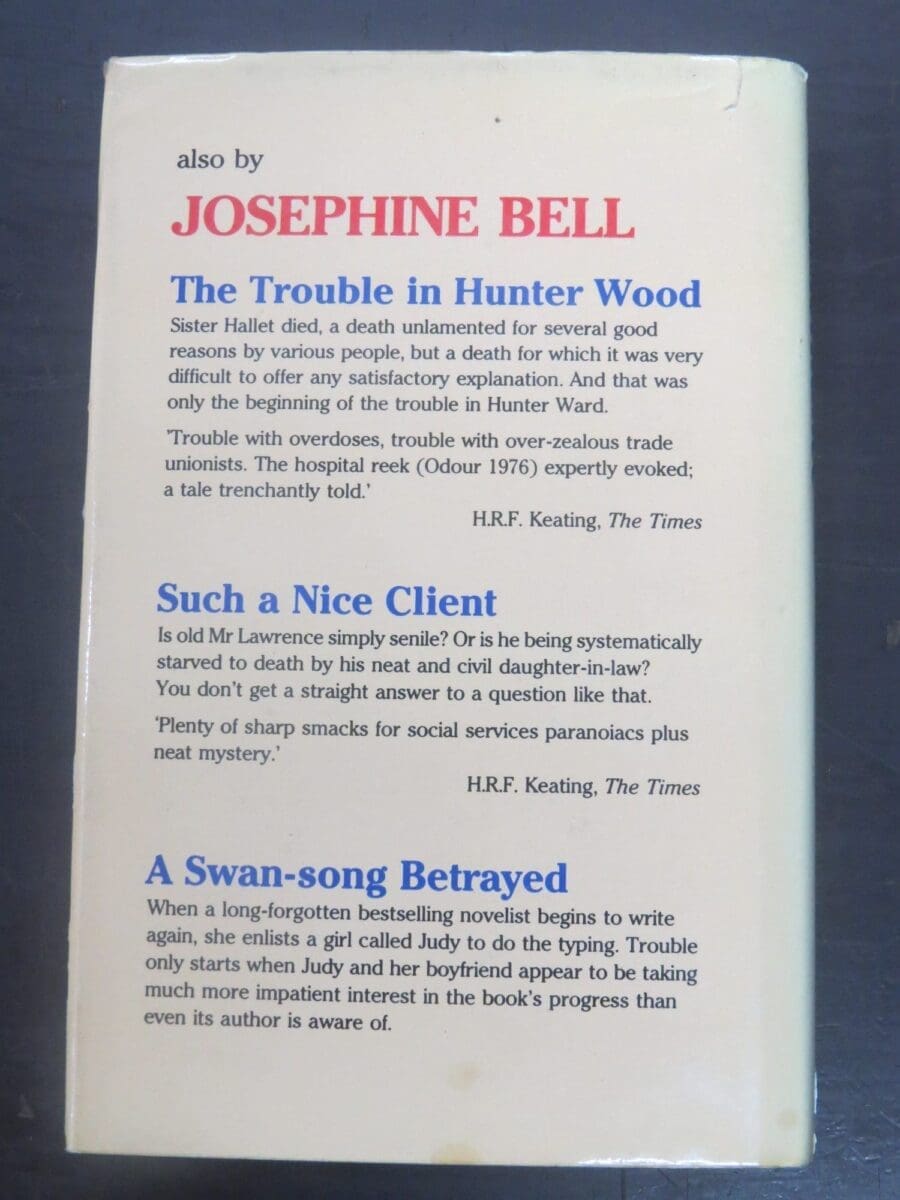 also by
JOSEPHINE BELL
The Trouble in Hunter Wood
Sister Hallet died, a death unlamented for several good
reasons by various people, but a death for which it was very
difficult to offer any satisfactory explanation. And that was
only the beginning of the trouble in Hunter Ward.
'Trouble with overdoses, trouble with over-zealous trade
unionists. The hospital reek (Odour 1976) expertly evoked;
a tale trenchantly told.'
H.R.F. Keating, The Times
Such a Nice Client
Is old Mr Lawrence simply senile? Or is he being systematically
starved to death by his neat and civil daughter-in-law?
You don't get a straight answer to a question like that.
'Plenty of sharp smacks for social services paranoiacs plus
neat mystery.'
H.R.F. Keating, The Times
A Swan-song Betrayed
When a long-forgotten bestselling novelist begins to write
again, she enlists a girl called Judy to do the typing. Trouble
only starts when Judy and her boyfriend appear to be taking
much more impatient interest in the book's progress than
even its author is aware of.